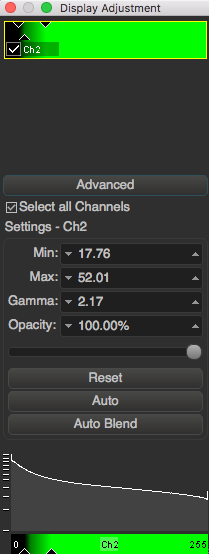 Display Adjustment
Ch2
Advanced
Select all Channels
Settings - Ch2
Min: 17.76
Max: 52.01
Gamma: 2.17
Opacity: 100.00%
Reset
Auto
Auto Blend
0 Ch2 255